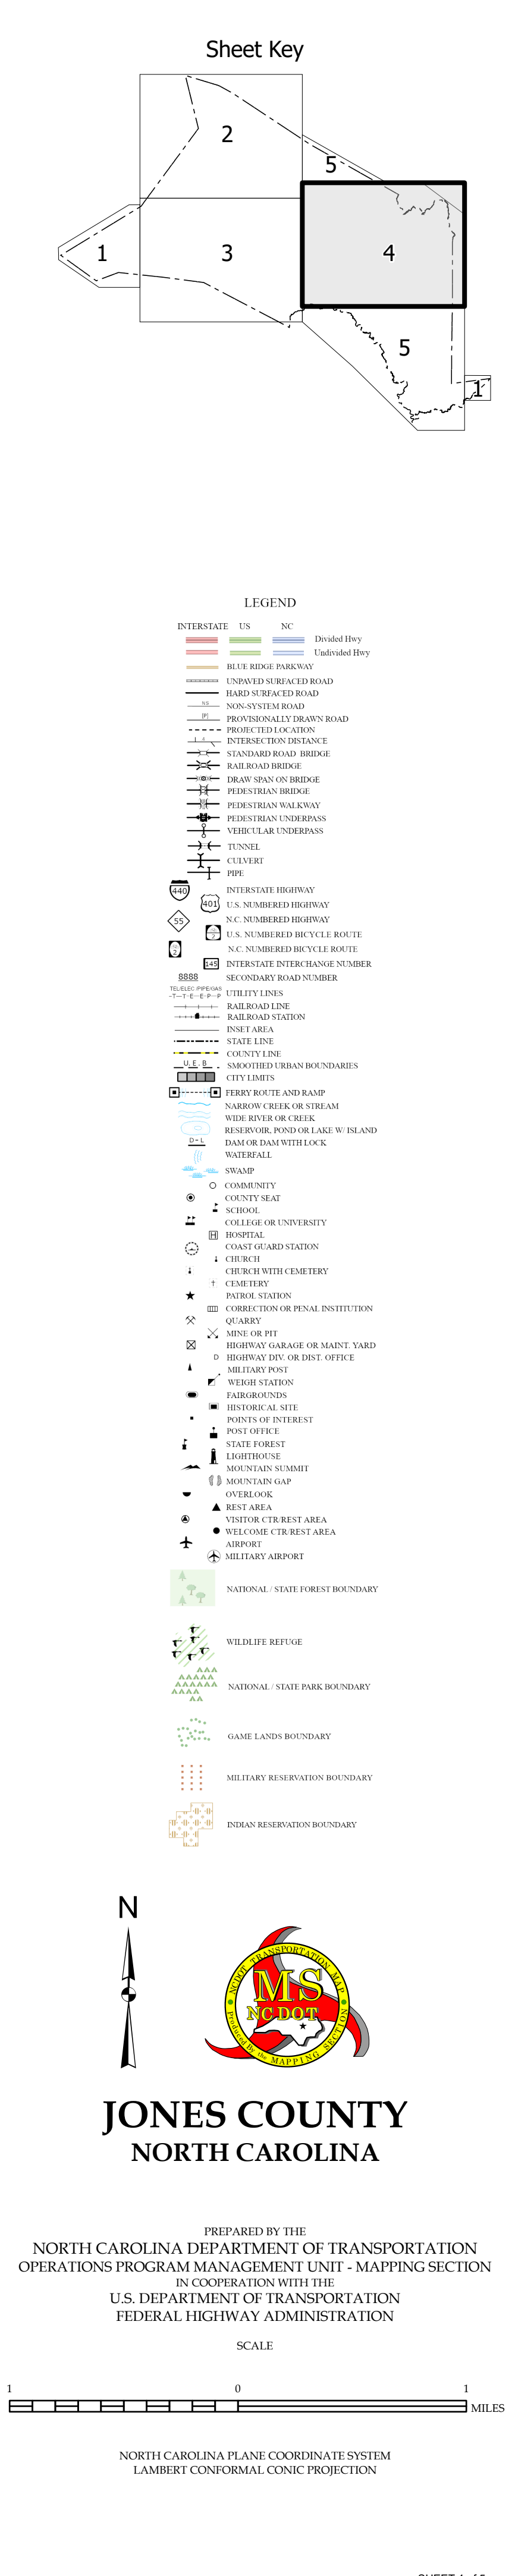 Sheet Key
2
5
1
3
4
5
1
LEGEND
INTERSTATE US NC
Divided Hwy
Undivided Hwy
BLUE RIDGE PARKWAY
UNPAVED SURFACED ROAD
HARD SURFACED ROAD
NS NON-SYSTEM ROAD
[P] PROVISIONALLY DRAWN ROAD
PROJECTED LOCATION
INTERSECTION DISTANCE
STANDARD ROAD BRIDGE
RAILROAD BRIDGE
DRAW SPAN ON BRIDGE
PEDESTRIAN BRIDGE
PEDESTRIAN WALKWAY
PEDESTRIAN UNDERPASS
VEHICULAR UNDERPASS
TUNNEL
CULVERT
PIPE
440 INTERSTATE HIGHWAY
401 U.S. NUMBERED HIGHWAY
55 N.C. NUMBERED HIGHWAY
U.S. NUMBERED BICYCLE ROUTE
2 N.C. NUMBERED BICYCLE ROUTE
145 INTERSTATE INTERCHANGE NUMBER
8888 SECONDARY ROAD NUMBER
TEL/ELEC/PIPE/GAS
-T—T-E—E-P—P UTILITY LINES
RAILROAD LINE
RAILROAD STATION
INSET AREA
STATE LINE
COUNTY LINE
U.E.B SMOOTHED URBAN BOUNDARIES
CITY LIMITS
FERRY ROUTE AND RAMP
NARROW CREEK OR STREAM
WIDE RIVER OR CREEK
RESERVOIR, POND OR LAKE W/ ISLAND
D-L DAM OR DAM WITH LOCK
WATERFALL
SWAMP
COMMUNITY
COUNTY SEAT
SCHOOL
COLLEGE OR UNIVERSITY
H HOSPITAL
COAST GUARD STATION
CHURCH
CHURCH WITH CEMETERY
CEMETERY
PATROL STATION
CORRECTION OR PENAL INSTITUTION
QUARRY
MINE OR PIT
HIGHWAY GARAGE OR MAINT. YARD
D HIGHWAY DIV. OR DIST. OFFICE
MILITARY POST
WEIGH STATION
FAIRGROUNDS
HISTORICAL SITE
POINTS OF INTEREST
POST OFFICE
STATE FOREST
LIGHTHOUSE
MOUNTAIN SUMMIT
MOUNTAIN GAP
OVERLOOK
REST AREA
VISITOR CTR/REST AREA
WELCOME CTR/REST AREA
AIRPORT
MILITARY AIRPORT
NATIONAL / STATE FOREST BOUNDARY
WILDLIFE REFUGE
NATIONAL / STATE PARK BOUNDARY
GAME LANDS BOUNDARY
MILITARY RESERVATION BOUNDARY
INDIAN RESERVATION BOUNDARY
N
NCDOT TRANSPORTATION MAP
MS
NCDOT
Produced By the MAPPING SECTION
JONES COUNTY
NORTH CAROLINA
PREPARED BY THE
NORTH CAROLINA DEPARTMENT OF TRANSPORTATION
OPERATIONS PROGRAM MANAGEMENT UNIT - MAPPING SECTION
IN COOPERATION WITH THE
U.S. DEPARTMENT OF TRANSPORTATION
FEDERAL HIGHWAY ADMINISTRATION
SCALE
1 0 1
MILES
NORTH CAROLINA PLANE COORDINATE SYSTEM
LAMBERT CONFORMAL CONIC PROJECTION